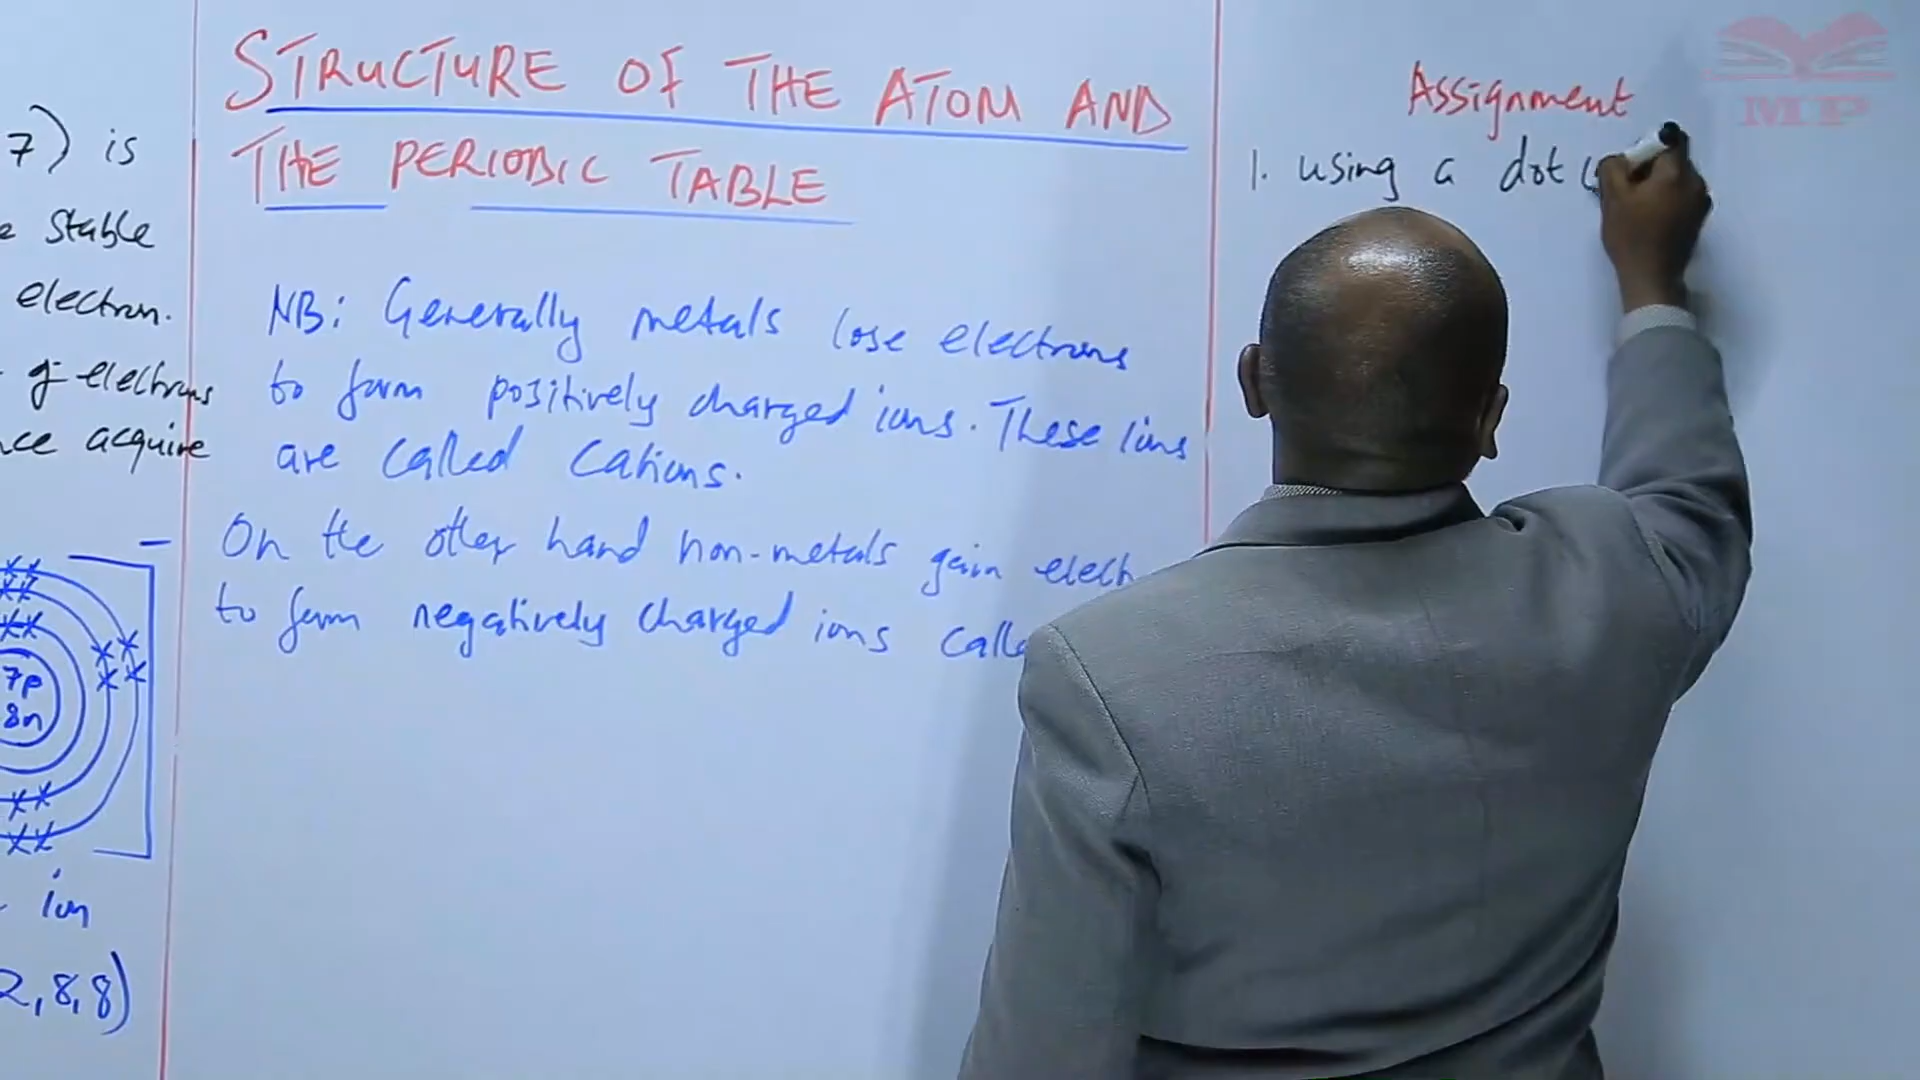 7) is
stable
electron.
electrons
acquire
7p
8n
ion
2,8,8)
STRUCTURE OF THE ATOM AND
THE PERIODIC TABLE
NB: Generally metals lose electrons
to form positively charged ions. These ions
are called Cations.
On the other hand non-metals gain elect
to form negatively charged ions calle
Assignment
1. using a dot
MP